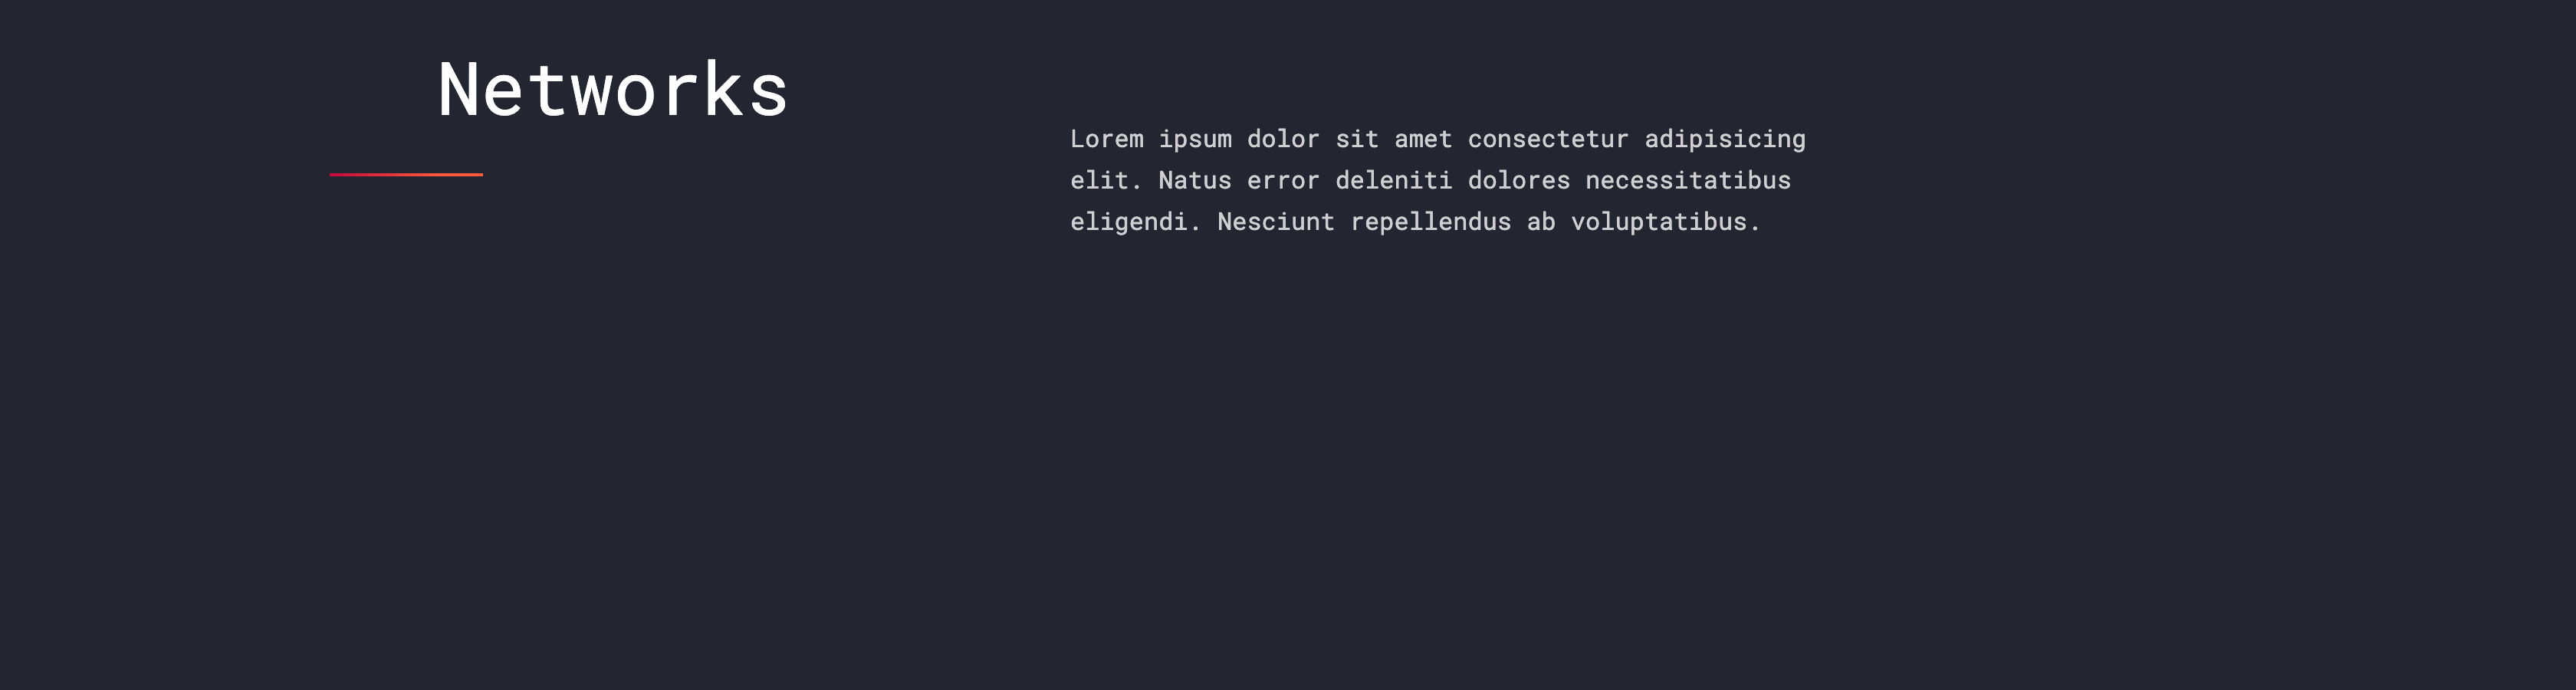 Networks
Lorem ipsum dolor sit amet consectetur adipisicing
elit. Natus error deleniti dolores necessitatibus
eligendi. Nesciunt repellendus ab voluptatibus.